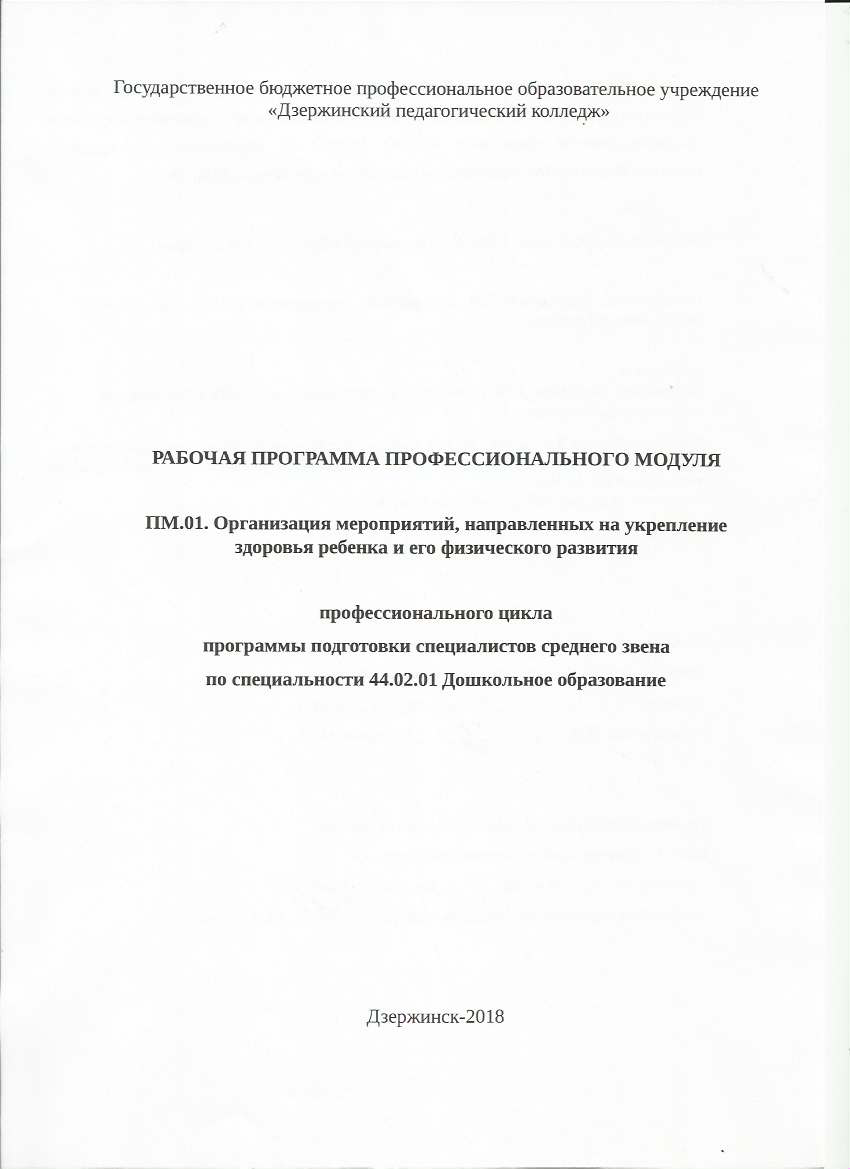 Государственное бюджетное профессиональное образовательное учреждение
«Дзержинский педагогический колледж»
РАБОЧАЯ ПРОГРАММА ПРОФЕССИОНАЛЬНОГО МОДУЛЯ
ПМ.01. Организация мероприятий, направленных на укрепление
здоровья ребенка и его физического развития
профессионального цикла
программы подготовки специалистов среднего звена
по специальности 44.02.01 Дошкольное образование
Дзержинск-2018